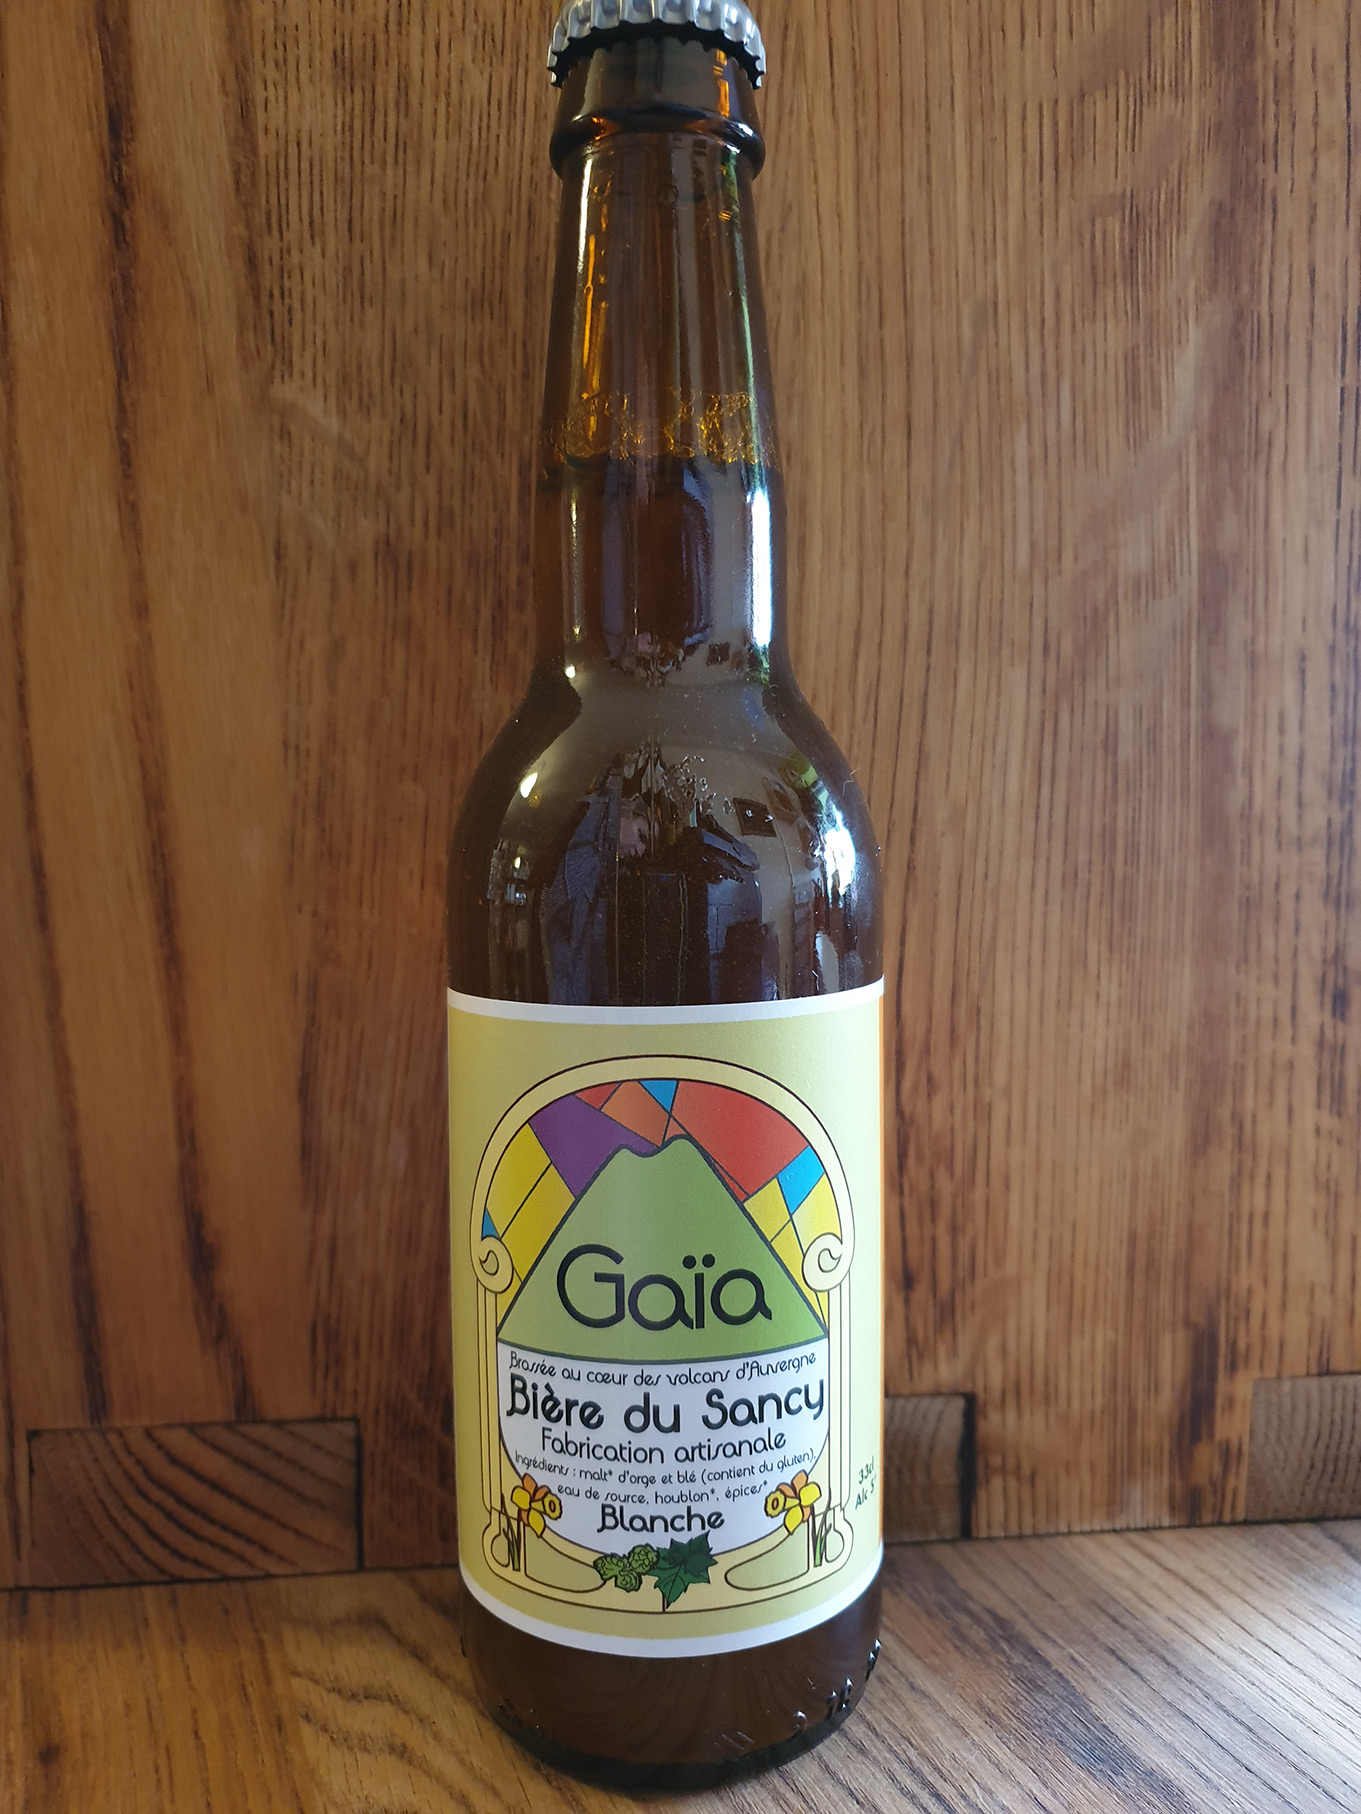 Gaïa
Brassée au cœur des volcans d'Auvergne
Bière du Sancy
Fabrication artisanale
Ingrédients : malt* d'orge et blé (contient du gluten),
eau de source, houblon*, épices*
Blanche
33cl
Alc 5°